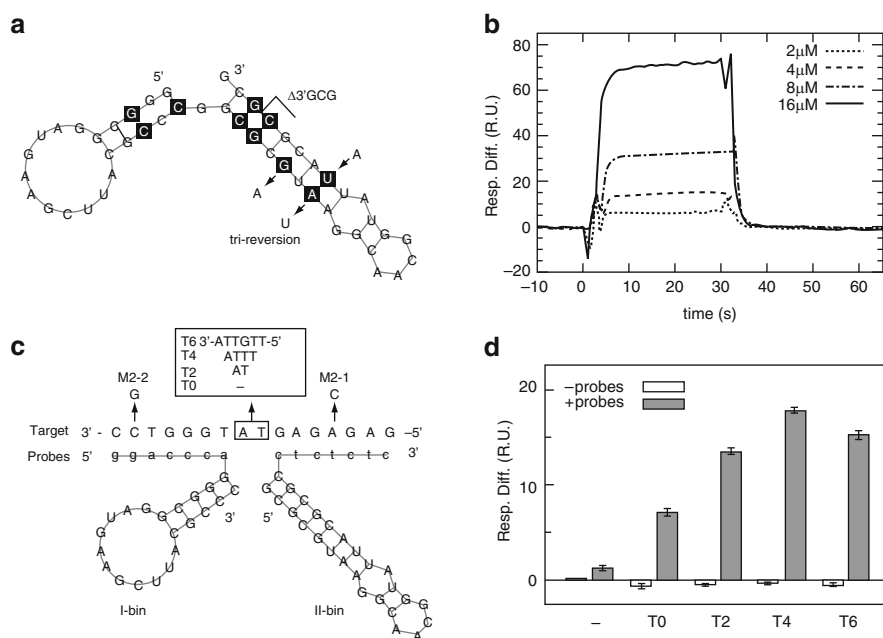 a
5'
3'
Δ3'GCG
A
A
U
tri-reversion
b
Resp. Diff. (R.U.)
80
60
40
20
0
–20
–10 0 10 20 30 40 50 60
time (s)
2μM
4μM
8μM
16μM
c
T6 3'-ATTGTT-5'
T4 ATTT
T2 AT
T0 –
M2-2
G
M2-1
C
Target 3' - C C T G G G T A T G A G A G A G –5'
Probes 5' g g a c c c a c t c t c t c 3'
3'
5'
I-bin
II-bin
d
Resp. Diff. (R.U.)
20
10
0
–probes
+probes
– T0 T2 T4 T6